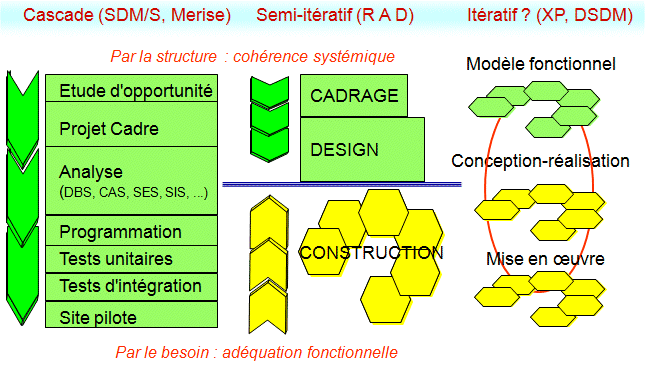 Cascade (SDM/S, Merise)
Semi-itératif (R A D)
Itératif ? (XP, DSDM)
Par la structure : cohérence systémique
Etude d'opportunité
Projet Cadre
Analyse
(DBS, CAS, SES, SIS, ...)
Programmation
Tests unitaires
Tests d'intégration
Site pilote
CADRAGE
DESIGN
CONSTRUCTION
Modèle fonctionnel
Conception-réalisation
Mise en œuvre
Par le besoin : adéquation fonctionnelle